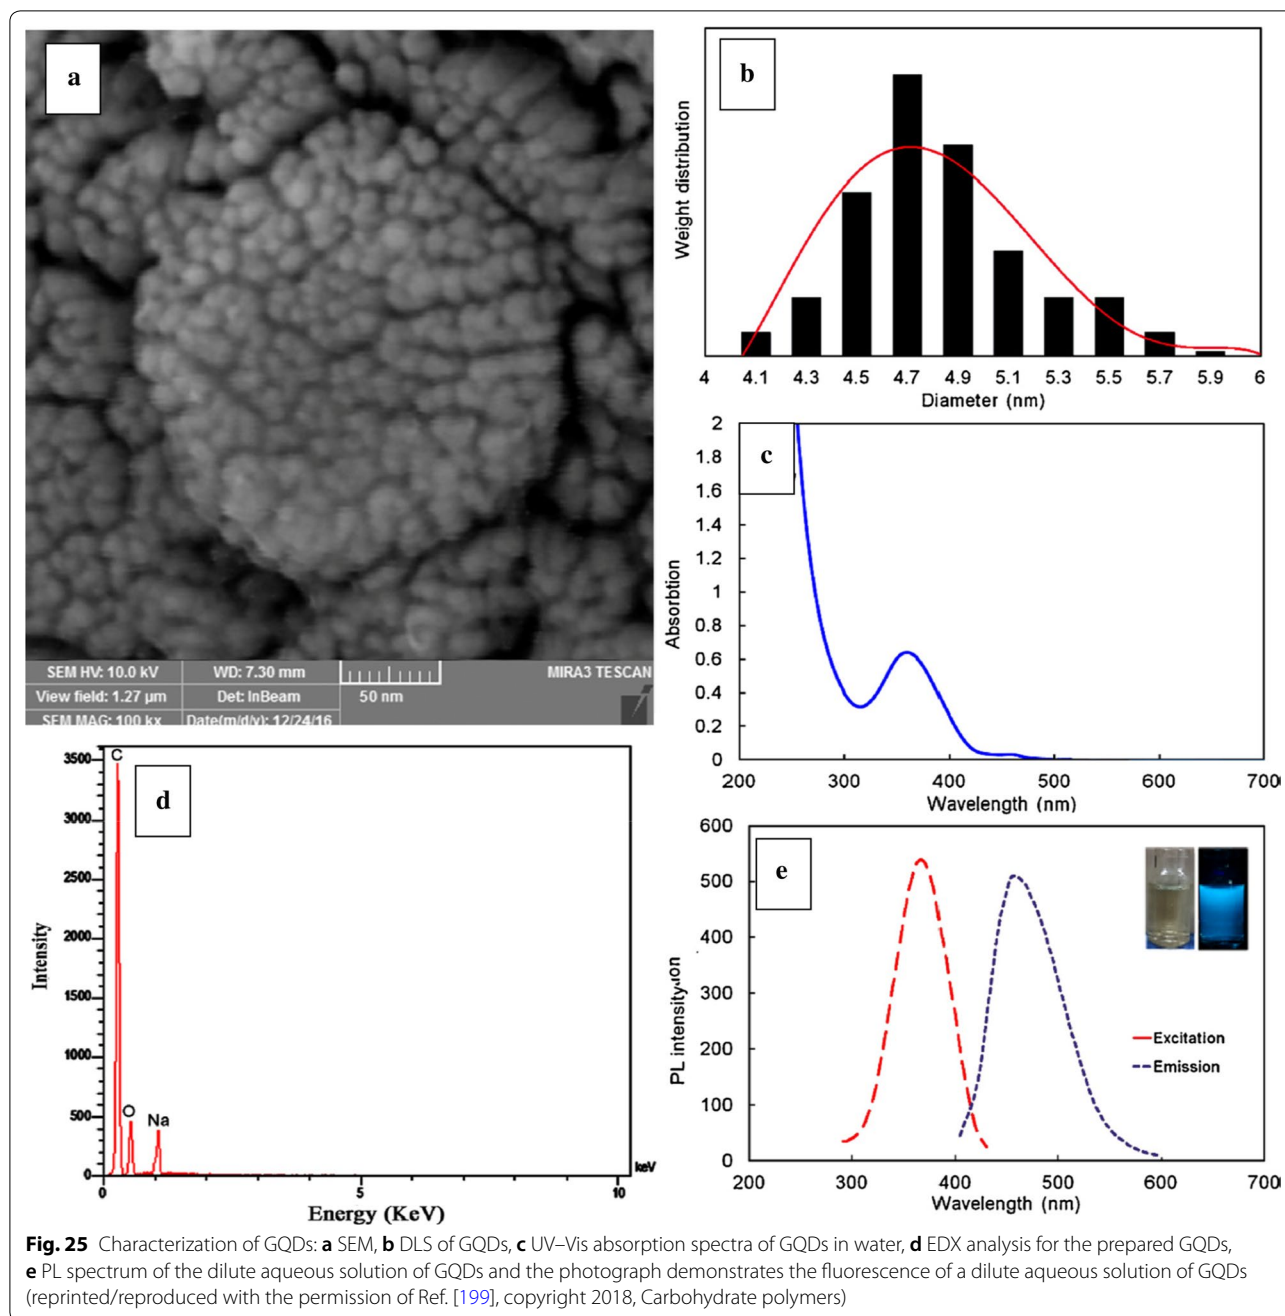 a
SEM HV: 10.0 kV
WD: 7.30 mm
MIRA3 TESCAN
View field: 1.27 µm
Det: InBeam
50 nm
SEM MAG: 100 kx
Date(m/d/y): 12/24/16
b
Weight distribution
4 4.1 4.3 4.5 4.7 4.9 5.1 5.3 5.5 5.7 5.9 6
Diameter (nm)
c
Absorbtion
2
1.8
1.6
1.4
1.2
1
0.8
0.6
0.4
0.2
0
200 300 400 500 600 700
Wavelength (nm)
d
Intensity
3500
3000
2500
2000
1500
1000
500
0
C
O
Na
keV
0 5 10
Energy (KeV)
e
600
500
400
300
200
100
0
PL intensity
Excitation
Emission
200 300 400 500 600 700
Wavelength (nm)
Fig. 25 Characterization of GQDs: a SEM, b DLS of GQDs, c UV–Vis absorption spectra of GQDs in water, d EDX analysis for the prepared GQDs,
e PL spectrum of the dilute aqueous solution of GQDs and the photograph demonstrates the fluorescence of a dilute aqueous solution of GQDs
(reprinted/reproduced with the permission of Ref. [199], copyright 2018, Carbohydrate polymers)